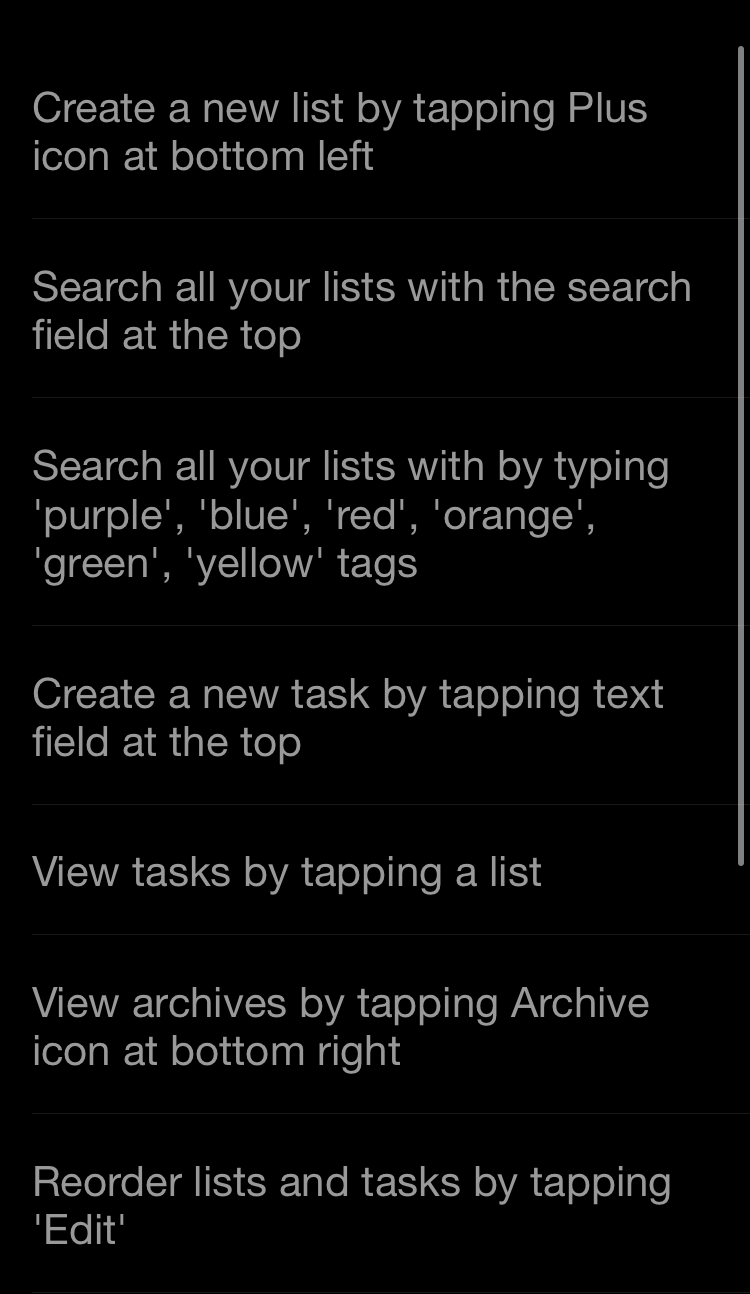 Create a new list by tapping Plus
icon at bottom left
Search all your lists with the search
field at the top
Search all your lists with by typing
'purple', 'blue', 'red', 'orange',
'green', 'yellow' tags
Create a new task by tapping text
field at the top
View tasks by tapping a list
View archives by tapping Archive
icon at bottom right
Reorder lists and tasks by tapping
'Edit'